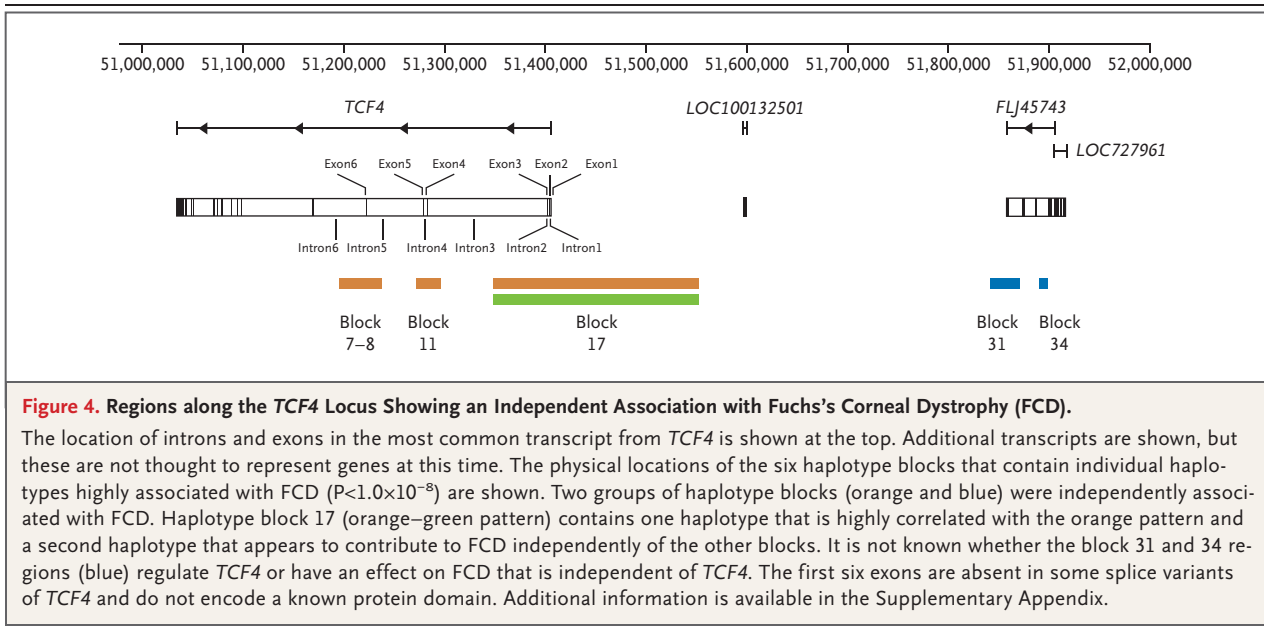 51,000,000 51,100,000 51,200,000 51,300,000 51,400,000 51,500,000 51,600,000 51,700,000 51,800,000 51,900,000 52,000,000
TCF4 LOC100132501 FLJ45743
LOC727961
Exon6 Exon5 Exon4 Exon3 Exon2 Exon1
Intron6 Intron5 Intron4 Intron3 Intron2 Intron1
Block Block Block Block Block
7–8 11 17 31 34
Figure 4. Regions along the TCF4 Locus Showing an Independent Association with Fuchs's Corneal Dystrophy (FCD).
The location of introns and exons in the most common transcript from TCF4 is shown at the top. Additional transcripts are shown, but
these are not thought to represent genes at this time. The physical locations of the six haplotype blocks that contain individual haplo-
types highly associated with FCD (P<1.0×10⁻⁸) are shown. Two groups of haplotype blocks (orange and blue) were independently associ-
ated with FCD. Haplotype block 17 (orange–green pattern) contains one haplotype that is highly correlated with the orange pattern and
a second haplotype that appears to contribute to FCD independently of the other blocks. It is not known whether the block 31 and 34 re-
gions (blue) regulate TCF4 or have an effect on FCD that is independent of TCF4. The first six exons are absent in some splice variants
of TCF4 and do not encode a known protein domain. Additional information is available in the Supplementary Appendix.